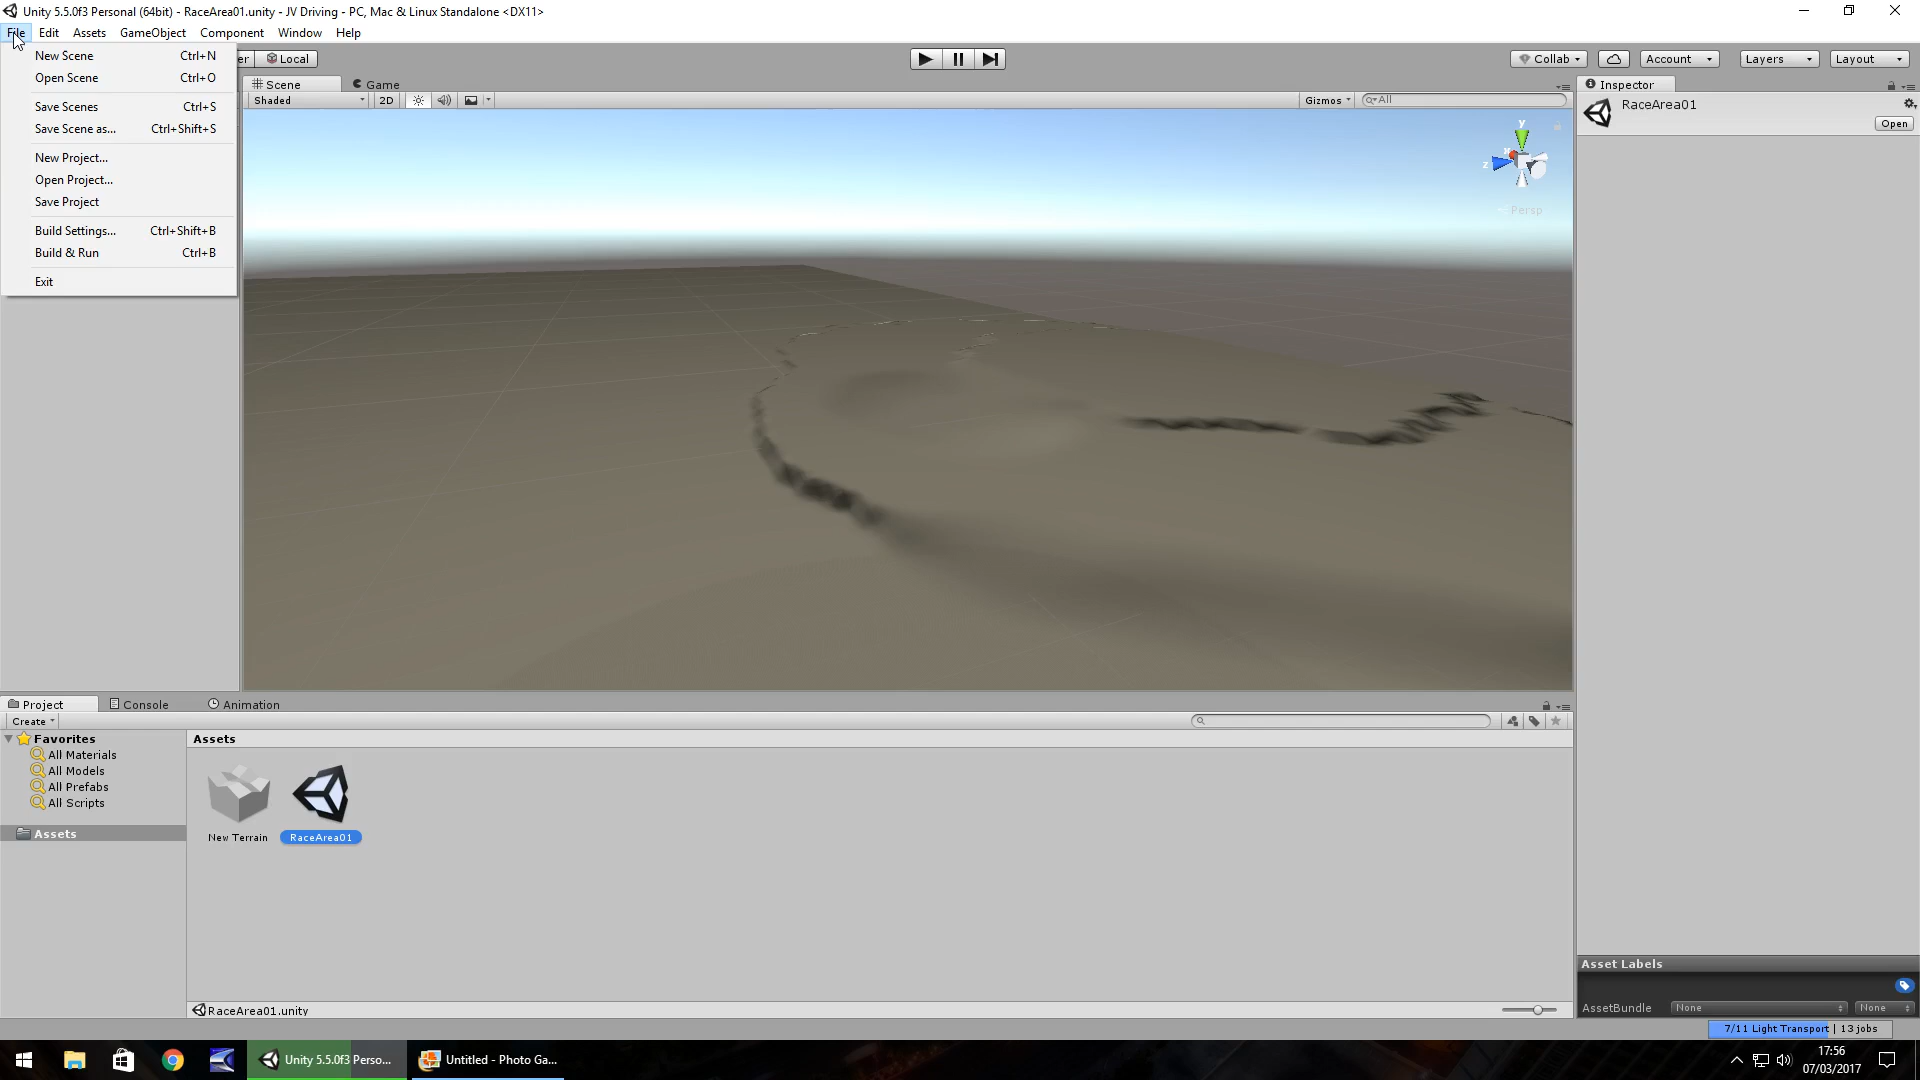 Unity 5.5.0f3 Personal (64bit) - RaceArea01.unity - JV Driving - PC, Mac & Linux Standalone <DX11>
File Edit Assets GameObject Component Window Help
New Scene Ctrl+N
Open Scene Ctrl+O
Save Scenes Ctrl+S
Save Scene as... Ctrl+Shift+S
New Project...
Open Project...
Save Project
Build Settings... Ctrl+Shift+B
Build & Run Ctrl+B
Exit
er Local
Collab Account Layers Layout
Scene Game
Shaded 2D Gizmos All
y
x
z
Persp
Inspector
RaceArea01
Open
Project Console Animation
Create
Favorites
All Materials
All Models
All Prefabs
All Scripts
Assets
Assets
New Terrain RaceArea01
RaceArea01.unity
Asset Labels
AssetBundle None None
7/11 Light Transport | 13 jobs
Unity 5.5.0f3 Perso... Untitled - Photo Ga...
17:56
07/03/2017